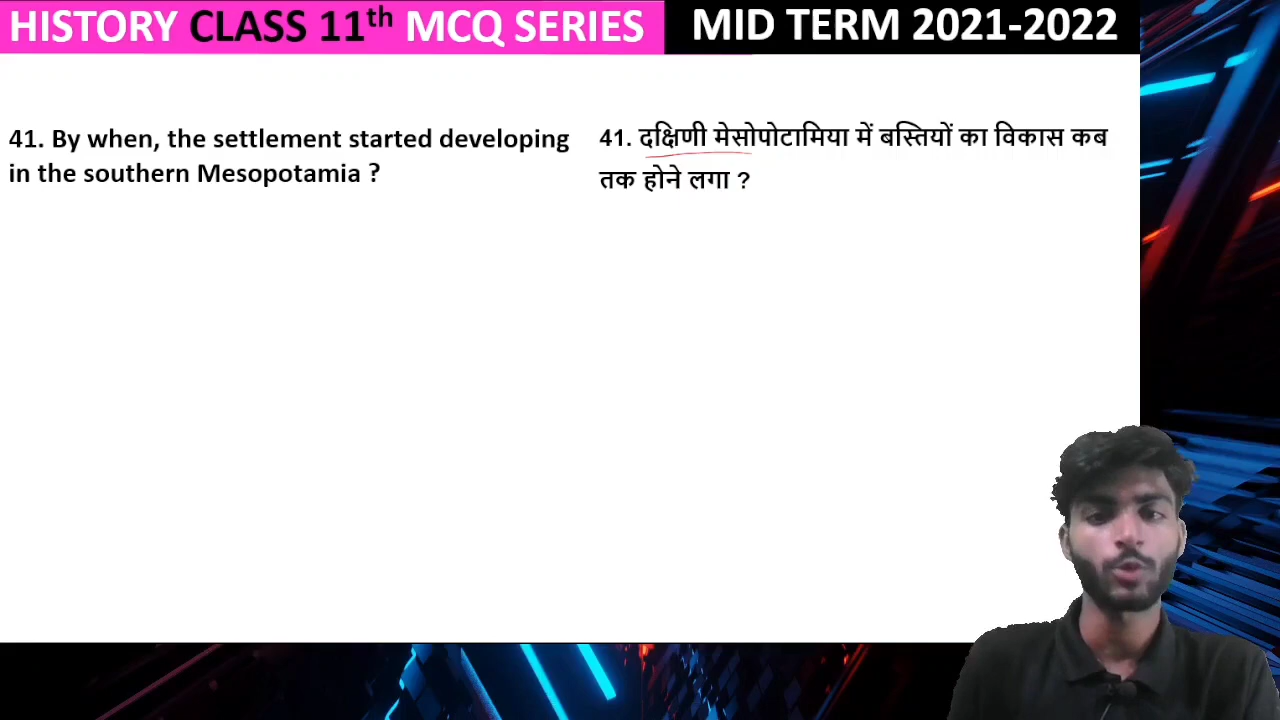 HISTORY CLASS 11th MCQ SERIES
MID TERM 2021-2022
41. By when, the settlement started developing
in the southern Mesopotamia ?
41. दक्षिणी मेसोपोटामिया में बस्तियों का विकास कब
तक होने लगा ?